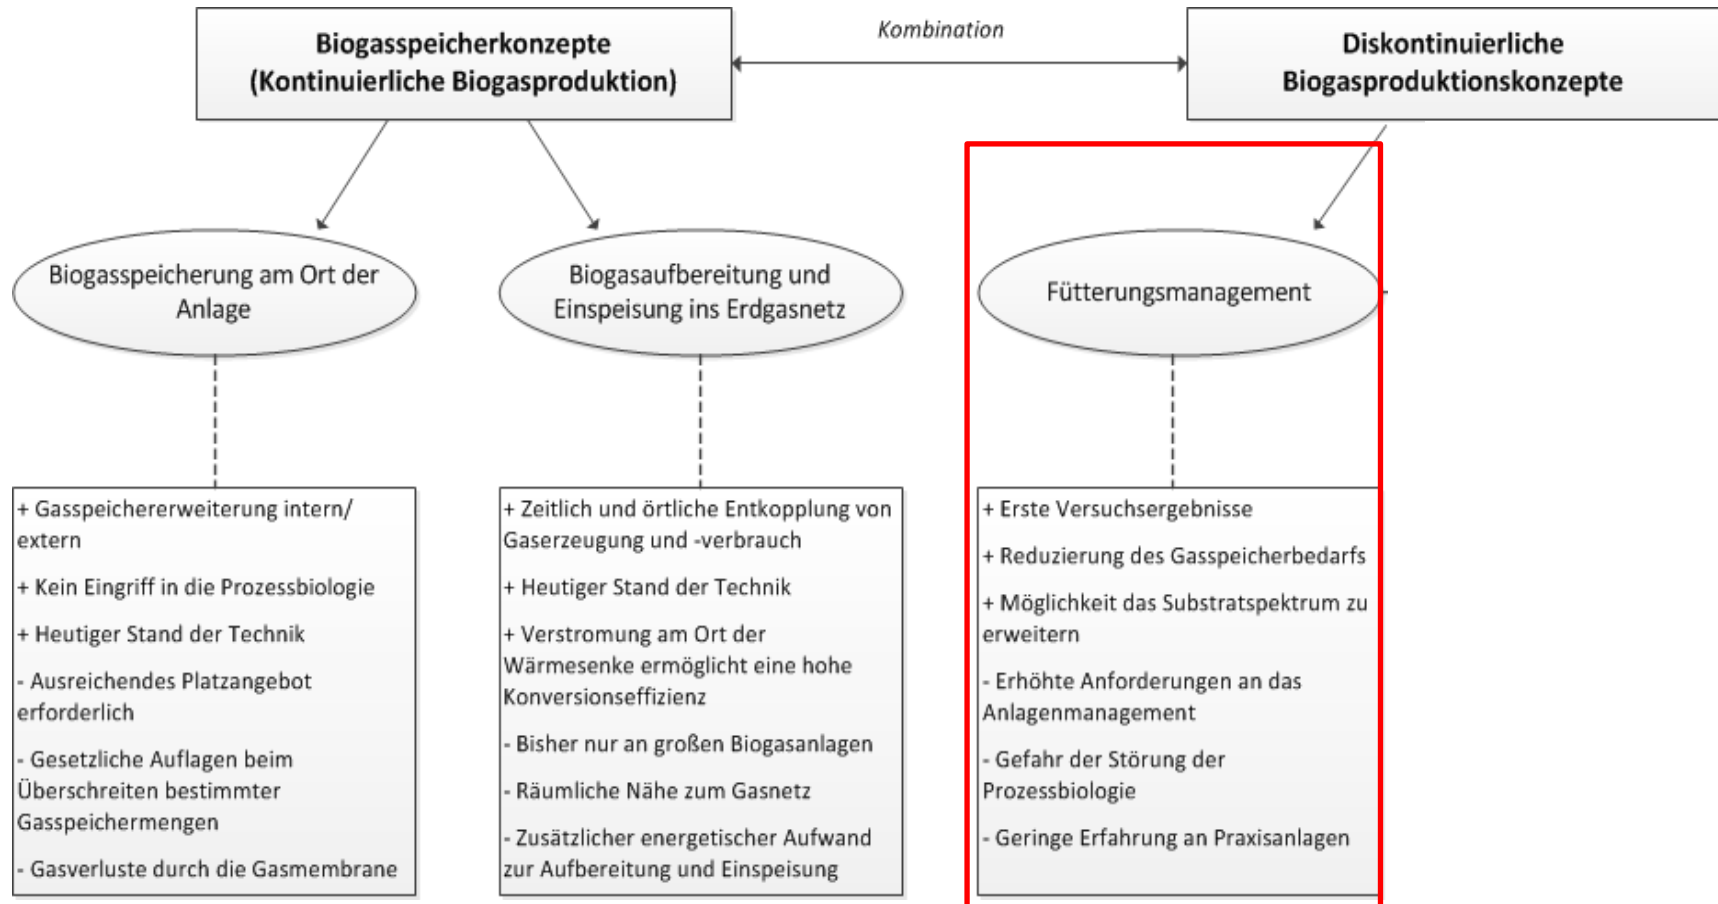 Biogasspeicherkonzepte
(Kontinuierliche Biogasproduktion)
Kombination
Diskontinuierliche
Biogasproduktionskonzepte
Biogasspeicherung am Ort der
Anlage
Biogasaufbereitung und
Einspeisung ins Erdgasnetz
Fütterungsmanagement
+ Gasspeichererweiterung intern/
extern
+ Kein Eingriff in die Prozessbiologie
+ Heutiger Stand der Technik
- Ausreichendes Platzangebot
erforderlich
- Gesetzliche Auflagen beim
Überschreiten bestimmter
Gasspeichermengen
- Gasverluste durch die Gasmembrane
+ Zeitlich und örtliche Entkopplung von
Gaserzeugung und -verbrauch
+ Heutiger Stand der Technik
+ Verstromung am Ort der
Wärmesenke ermöglicht eine hohe
Konversionseffizienz
- Bisher nur an großen Biogasanlagen
- Räumliche Nähe zum Gasnetz
- Zusätzlicher energetischer Aufwand
zur Aufbereitung und Einspeisung
+ Erste Versuchsergebnisse
+ Reduzierung des Gasspeicherbedarfs
+ Möglichkeit das Substratspektrum zu
erweitern
- Erhöhte Anforderungen an das
Anlagenmanagement
- Gefahr der Störung der
Prozessbiologie
- Geringe Erfahrung an Praxisanlagen